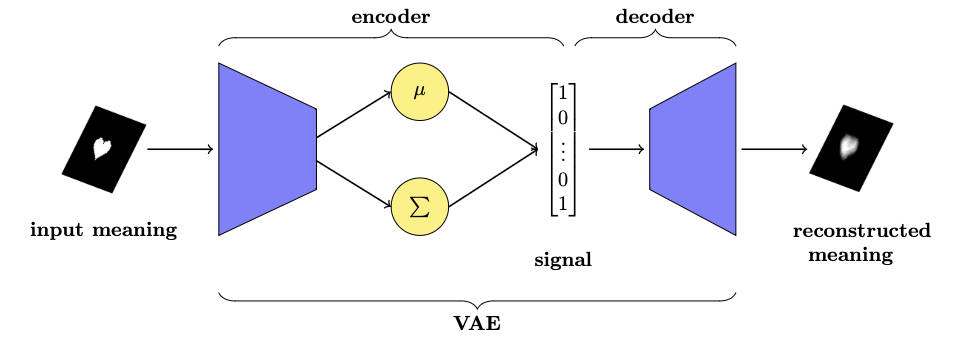 encoder
decoder
μ
Σ
1
0
⋮
0
1
input meaning
signal
reconstructed
meaning
VAE